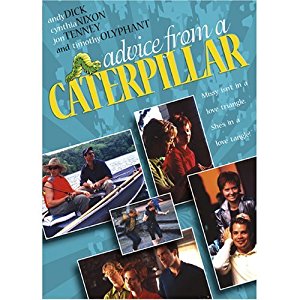 andy DICK
cynthia NIXON
jon TENNEY
and timothy OLYPHANT
advice from a
CATERPILLAR
Missy isn't in a
love triangle.
She's in a
love tangle!